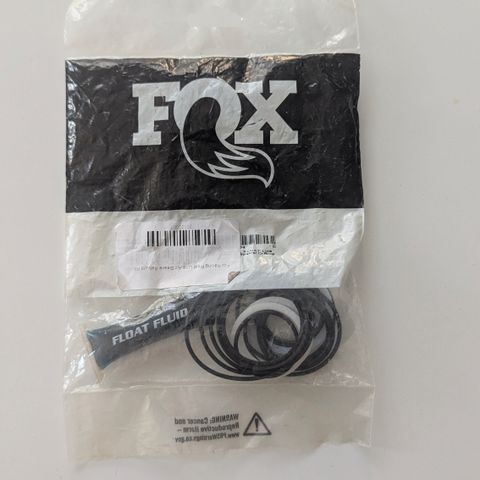 FOX
FLOAT FLUID
WARNING: Cancer and
Reproductive Harm –
www.P65Warnings.ca.gov